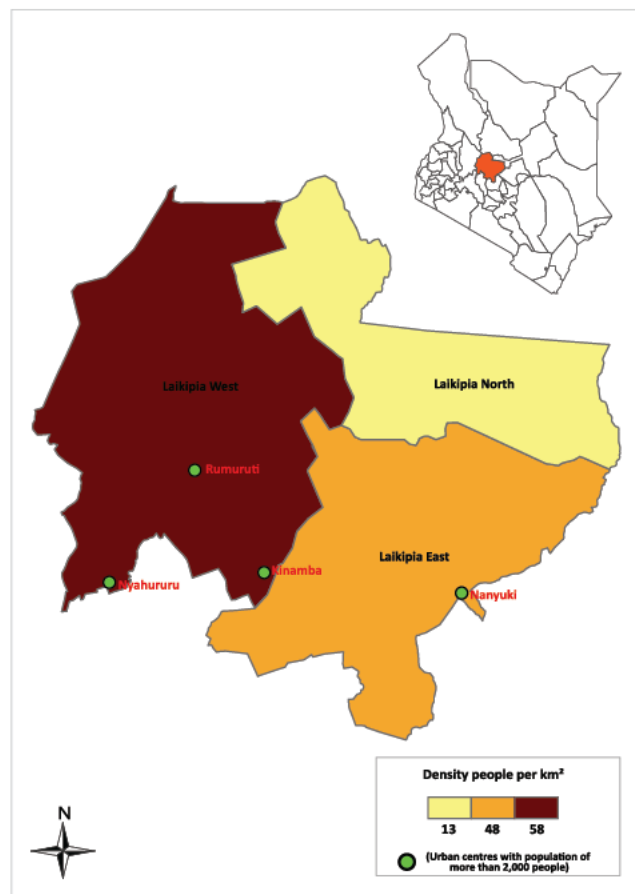 Laikipia West
Laikipia North
Rumuruti
Laikipia East
Kinamba
Nyahururu
Nanyuki
Density people per km²
13 48 58
(Urban centres with population of
more than 2,000 people)
N